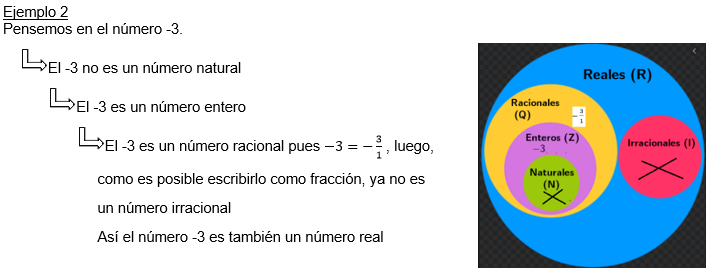 Ejemplo 2
Pensemos en el número -3.
El -3 no es un número natural
El -3 es un número entero
El -3 es un número racional pues −3 = −3/1 , luego,
como es posible escribirlo como fracción, ya no es
un número irracional
Así el número -3 es también un número real
Reales (R)
Racionales
(Q)
−3/1
Enteros (Z)
−3
Naturales
(N)
Irracionales (I)